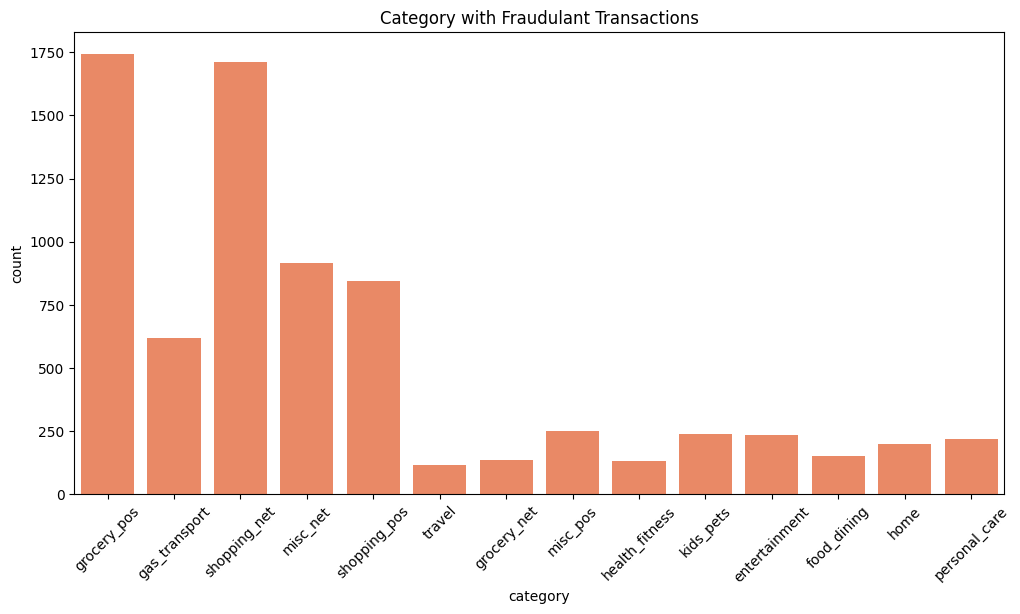 Category with Fraudulant Transactions
1750
1500
1250
1000
750
500
250
0
count
grocery_pos
gas_transport
shopping_net
misc_net
shopping_pos
travel
grocery_net
misc_pos
health_fitness
kids_pets
entertainment
food_dining
home
personal_care
category